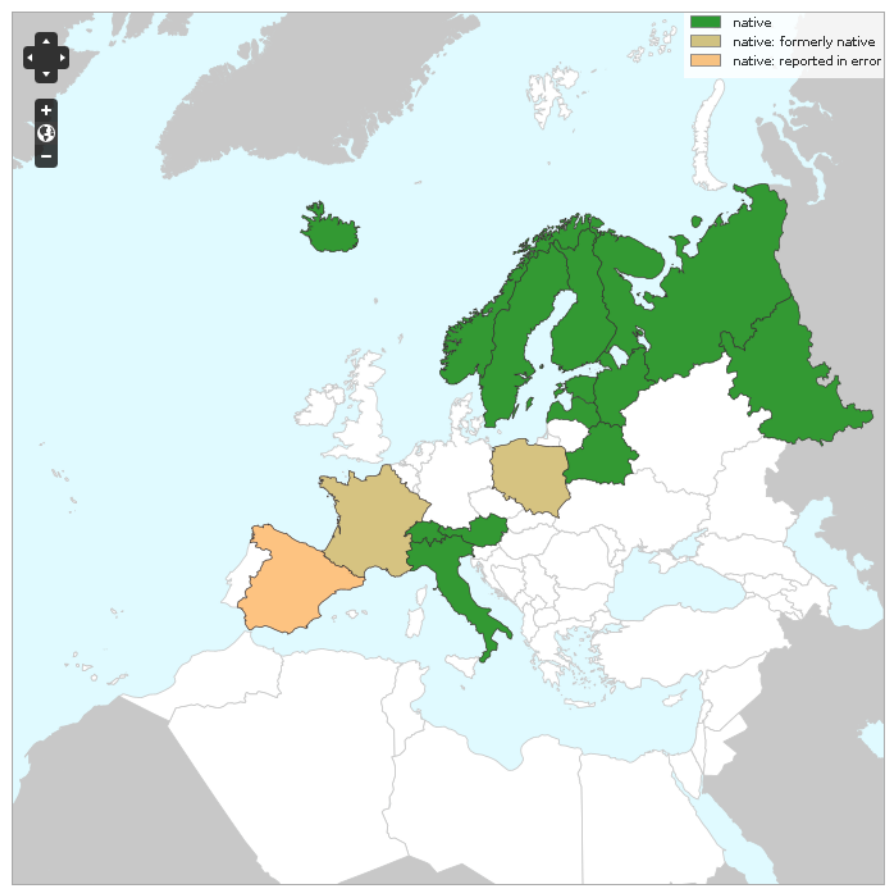 native
native: formerly native
native: reported in error
+
−